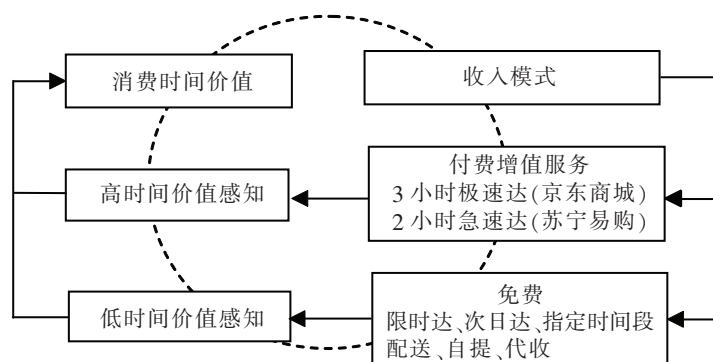 消费时间价值
收入模式
高时间价值感知
付费增值服务
3 小时极速达(京东商城)
2 小时急速达(苏宁易购)
低时间价值感知
免费
限时达、次日达、指定时间段
配送、自提、代收